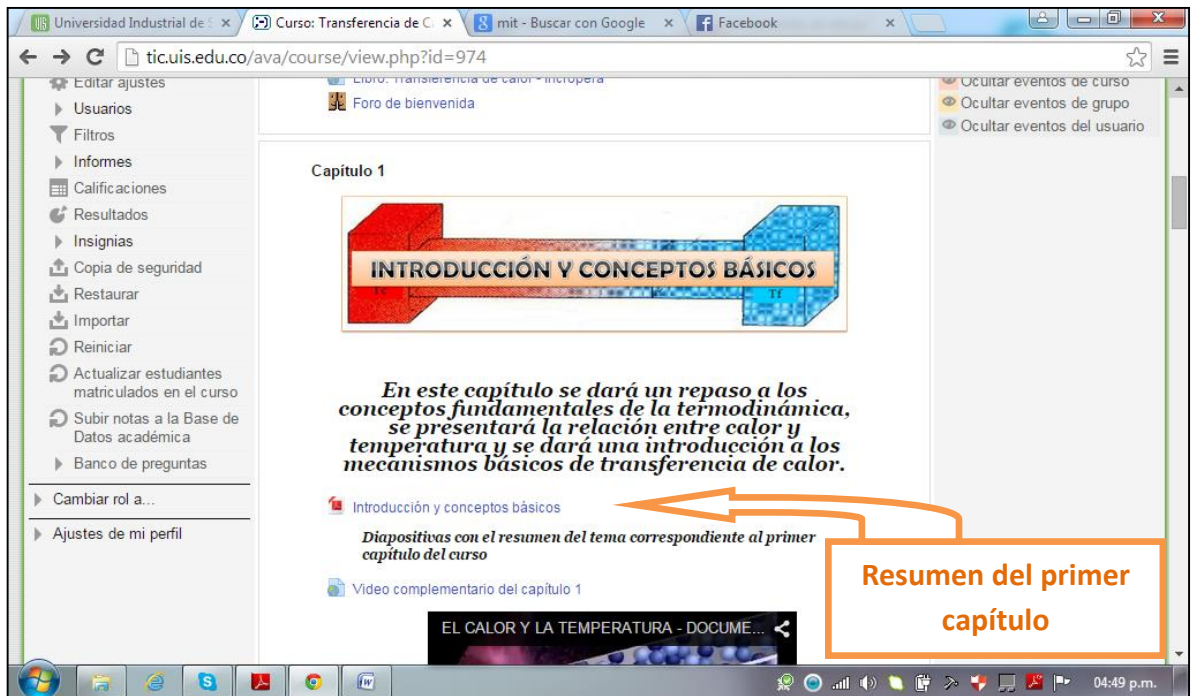 Universidad Industrial de S
Curso: Transferencia de C
mit - Buscar con Google
Facebook
tic.uis.edu.co/ava/course/view.php?id=974
Editar ajustes
Usuarios
Filtros
Informes
Calificaciones
Resultados
Insignias
Copia de seguridad
Restaurar
Importar
Reiniciar
Actualizar estudiantes
matriculados en el curso
Subir notas a la Base de
Datos académica
Banco de preguntas
Cambiar rol a...
Ajustes de mi perfil
Libro: Transferencia de calor - Incropera
Foro de bienvenida
Capítulo 1
INTRODUCCIÓN Y CONCEPTOS BÁSICOS
Tf
En este capítulo se dará un repaso a los
conceptos fundamentales de la termodinámica,
se presentará la relación entre calor y
temperatura y se dará una introducción a los
mecanismos básicos de transferencia de calor.
Introducción y conceptos básicos
Diapositivas con el resumen del tema correspondiente al primer
capítulo del curso
Video complementario del capítulo 1
EL CALOR Y LA TEMPERATURA - DOCUME...
Ocultar eventos de curso
Ocultar eventos de grupo
Ocultar eventos del usuario
Resumen del primer
capítulo
04:49 p.m.